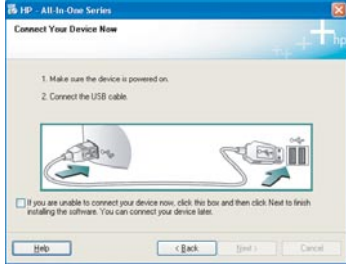 HP - All-In-One Series
Connect Your Device Now
hp
1. Make sure the device is powered on.
2. Connect the USB cable.
If you are unable to connect your device now, click this box and then click Next to finish
installing the software. You can connect your device later.
Help
< Back
Next >
Cancel